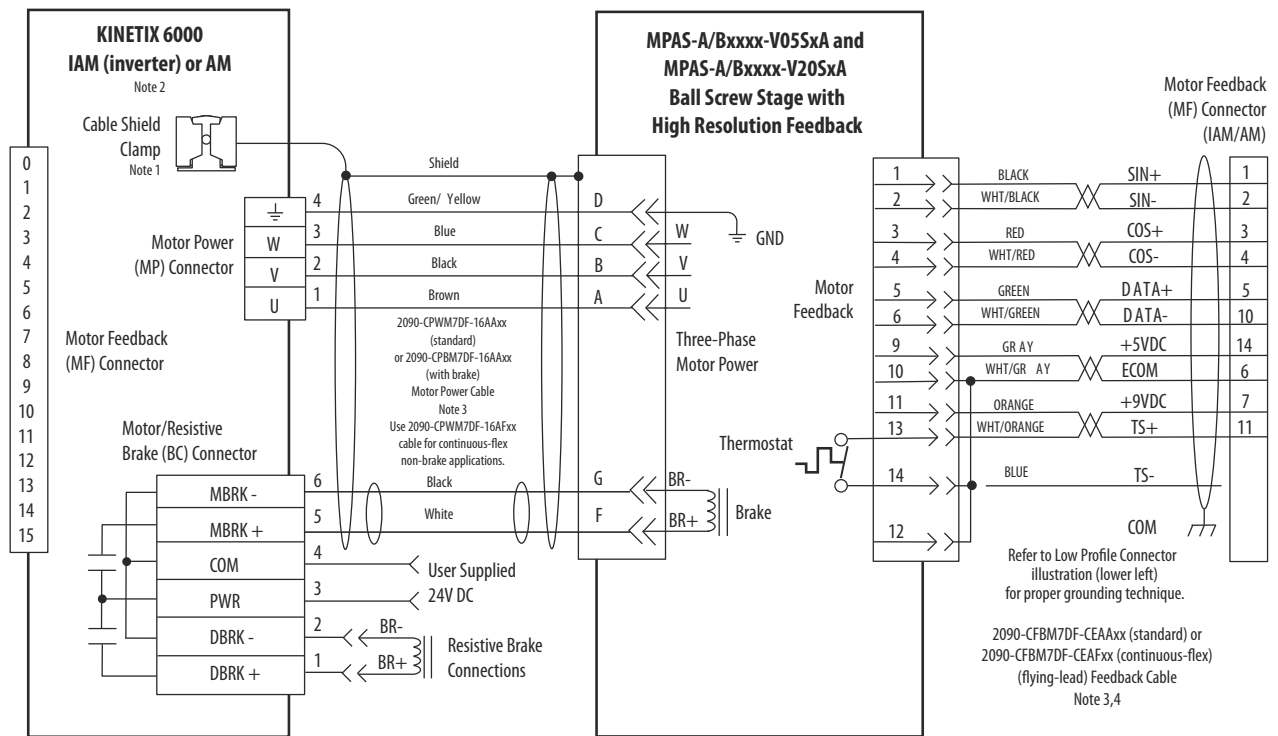 KINETIX 6000
IAM (inverter) or AM
Note 2
Cable Shield
Clamp
Note 1
0
1
2
3
4
5
6
7
8
9
10
11
12
13
14
15
Motor Feedback
(MF) Connector
Motor Power
(MP) Connector
W
V
U
4
3
2
1
Shield
Green/ Yellow
Blue
Black
Brown
2090-CPWM7DF-16AAxx
(standard)
or 2090-CPBM7DF-16AAxx
(with brake)
Motor Power Cable
Note 3
Use 2090-CPWM7DF-16AFxx
cable for continuous-flex
non-brake applications.
Motor/Resistive
Brake (BC) Connector
MBRK -
MBRK +
COM
PWR
DBRK -
DBRK +
6
5
4
3
2
1
Black
White
User Supplied
24V DC
BR-
BR+
Resistive Brake
Connections
MPAS-A/Bxxxx-V05SxA and
MPAS-A/Bxxxx-V20SxA
Ball Screw Stage with
High Resolution Feedback
D
C
B
A
W
V
U
GND
Three-Phase
Motor Power
G
F
BR-
BR+
Brake
Motor
Feedback
Thermostat
1
2
3
4
5
6
9
10
11
13
14
12
BLACK
WHT/BLACK
RED
WHT/RED
GREEN
WHT/GREEN
GR AY
WHT/GR AY
ORANGE
WHT/ORANGE
BLUE
SIN+
SIN-
COS+
COS-
DATA+
DATA-
+5VDC
ECOM
+9VDC
TS+
TS-
COM
Motor Feedback
(MF) Connector
(IAM/AM)
1
2
3
4
5
10
14
6
7
11
Refer to Low Profile Connector
illustration (lower left)
for proper grounding technique.
2090-CFBM7DF-CEAAxx (standard) or
2090-CFBM7DF-CEAFxx (continuous-flex)
(flying-lead) Feedback Cable
Note 3,4